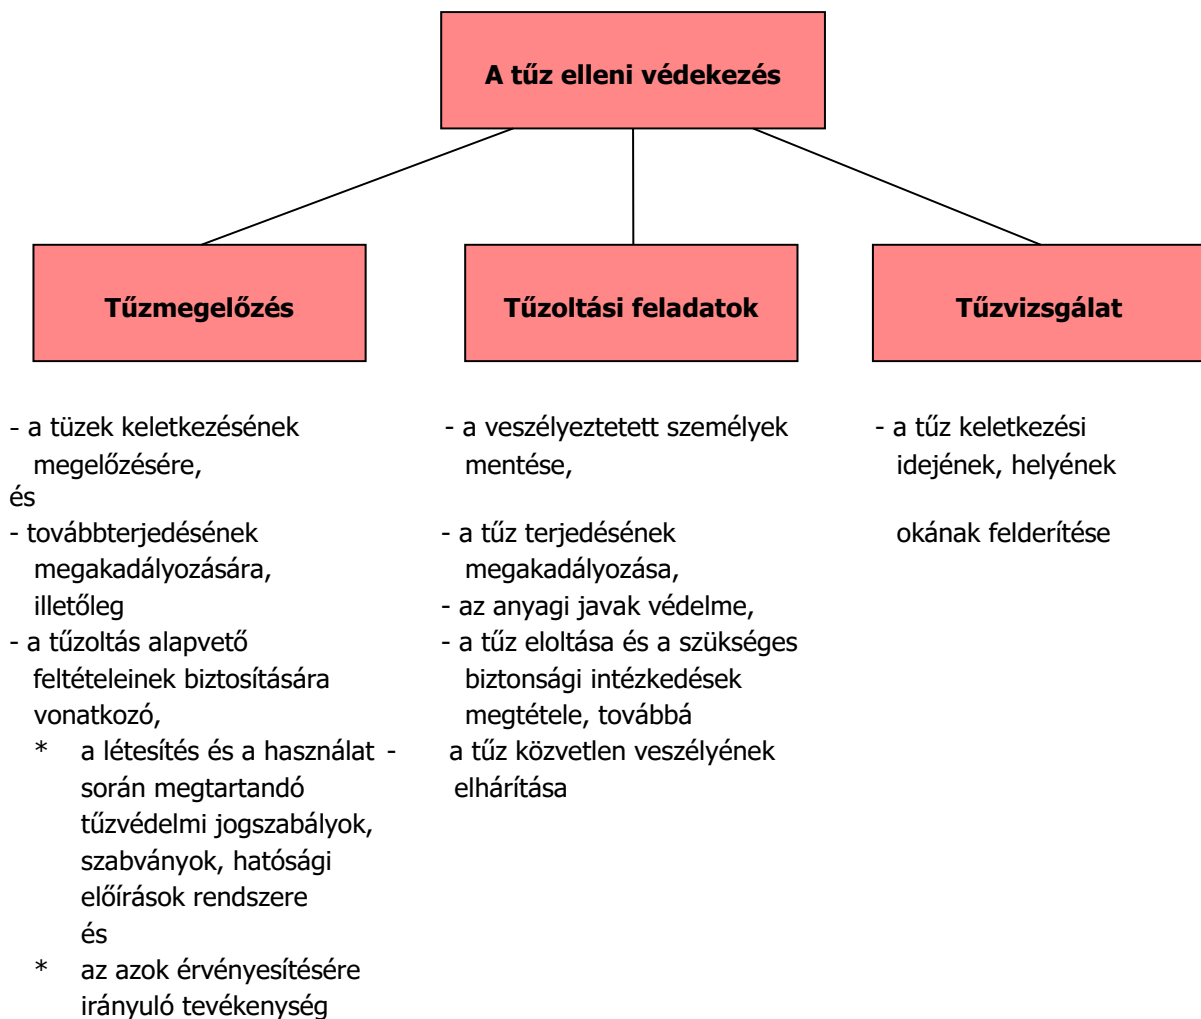 A tűz elleni védekezés
Tűzmegelőzés
- a tüzek keletkezésének
megelőzésére,
és
- továbbterjedésének
megakadályozására,
illetőleg
- a tűzoltás alapvető
feltételeinek biztosítására
vonatkozó,
* a létesítés és a használat
során megtartandó
tűzvédelmi jogszabályok,
szabványok, hatósági
előírások rendszere
és
* az azok érvényesítésére
irányuló tevékenység
Tűzoltási feladatok
- a veszélyeztetett személyek
mentése,
- a tűz terjedésének
megakadályozása,
- az anyagi javak védelme,
- a tűz eloltása és a szükséges
biztonsági intézkedések
megtétele, továbbá
- a tűz közvetlen veszélyének
elhárítása
Tűzvizsgálat
- a tűz keletkezési
idejének, helyének
okának felderítése